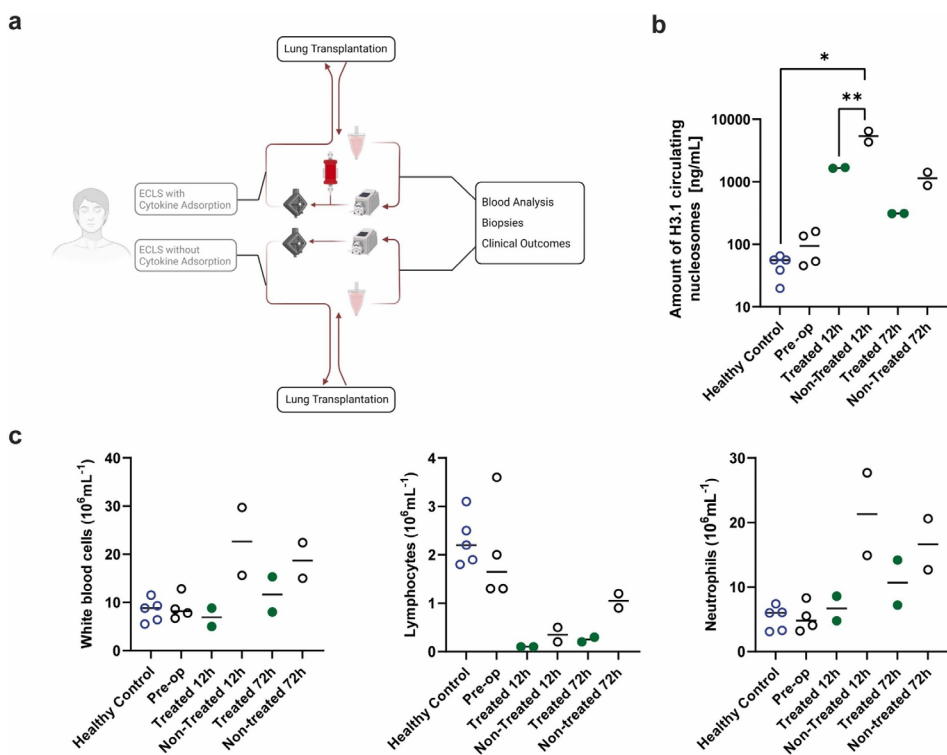 a
Lung Transplantation
ECLS with
Cytokine Adsorption
ECLS without
Cytokine Adsorption
Blood Analysis
Biopsies
Clinical Outcomes
Lung Transplantation
b
*
**
Amount of H3.1 circulating
nucleosomes [ng/mL]
10000
1000
100
10
Healthy Control
Pre-op
Treated 12h
Non-Treated 12h
Treated 72h
Non-Treated 72h
c
White blood cells (10⁶mL⁻¹)
40
30
20
10
0
Healthy Control
Pre-op
Treated 12h
Non-Treated 12h
Treated 72h
Non-treated 72h
Lymphocytes (10⁶mL⁻¹)
4
3
2
1
0
Healthy Control
Pre-op
Treated 12h
Non-Treated 12h
Treated 72h
Non-treated 72h
Neutrophils (10⁶mL⁻¹)
30
20
10
0
Healthy Control
Pre-op
Treated 12h
Non-Treated 12h
Treated 72h
Non-treated 72h